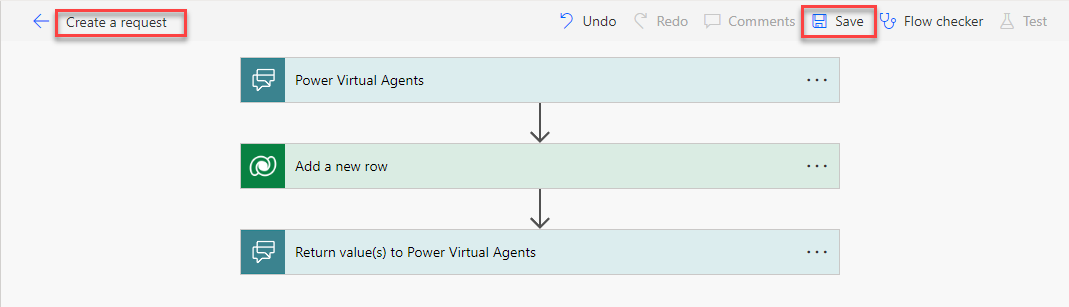 Create a request Undo Redo Comments Save Flow checker Test
Power Virtual Agents
Add a new row
Return value(s) to Power Virtual Agents